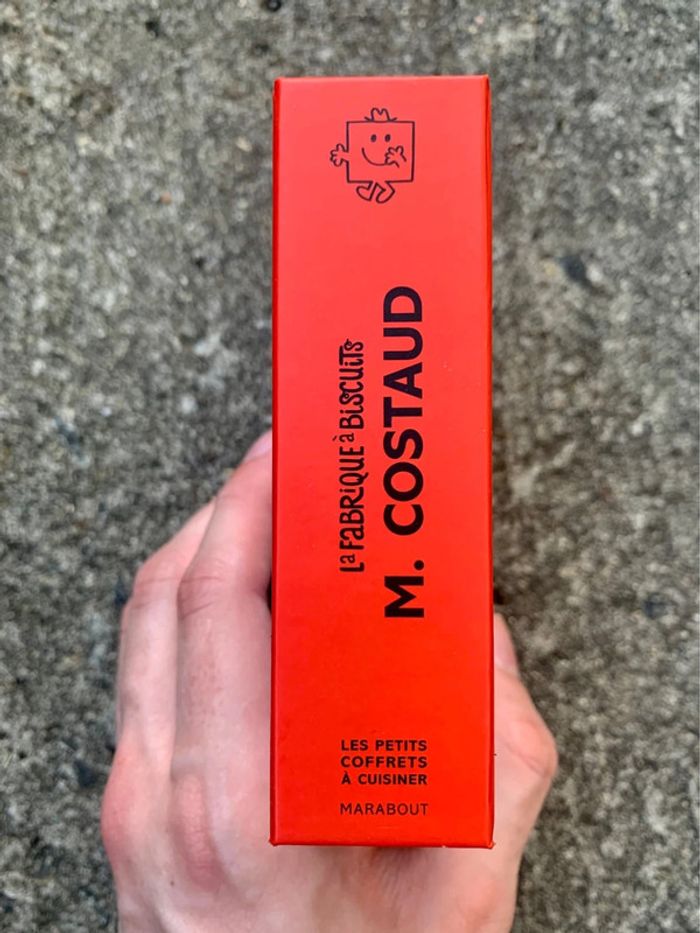 La FABRIQUE à BISCUITS
M. COSTAUD
LES PETITS
COFFRETS
À CUISINER
MARABOUT